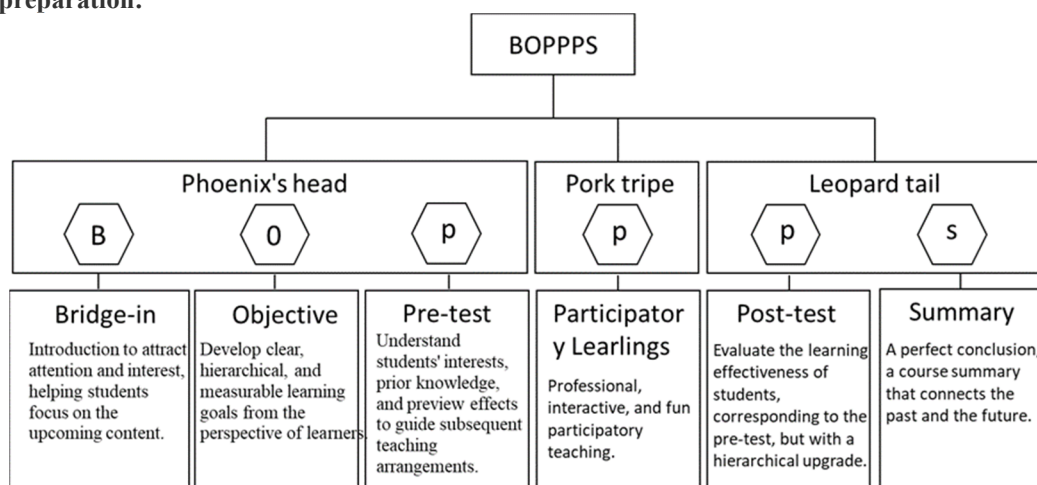 preparation:
BOPPPS
Phoenix's head
Pork tripe
Leopard tail
B
0
p
p
p
s
Bridge-in
Introduction to attract
attention and interest,
helping students
focus on the
upcoming content.
Objective
Develop clear,
hierarchical, and
measurable learning
goals from the
perspective of learners.
Pre-test
Understand
students' interests,
prior knowledge,
and preview effects
to guide subsequent
teaching
arrangements.
Participator
y Learlings
Professional,
interactive, and fun
participatory
teaching.
Post-test
Evaluate the learning
effectiveness of
students,
corresponding to the
pre-test, but with a
hierarchical upgrade.
Summary
A perfect conclusion,
a course summary
that connects the
past and the future.